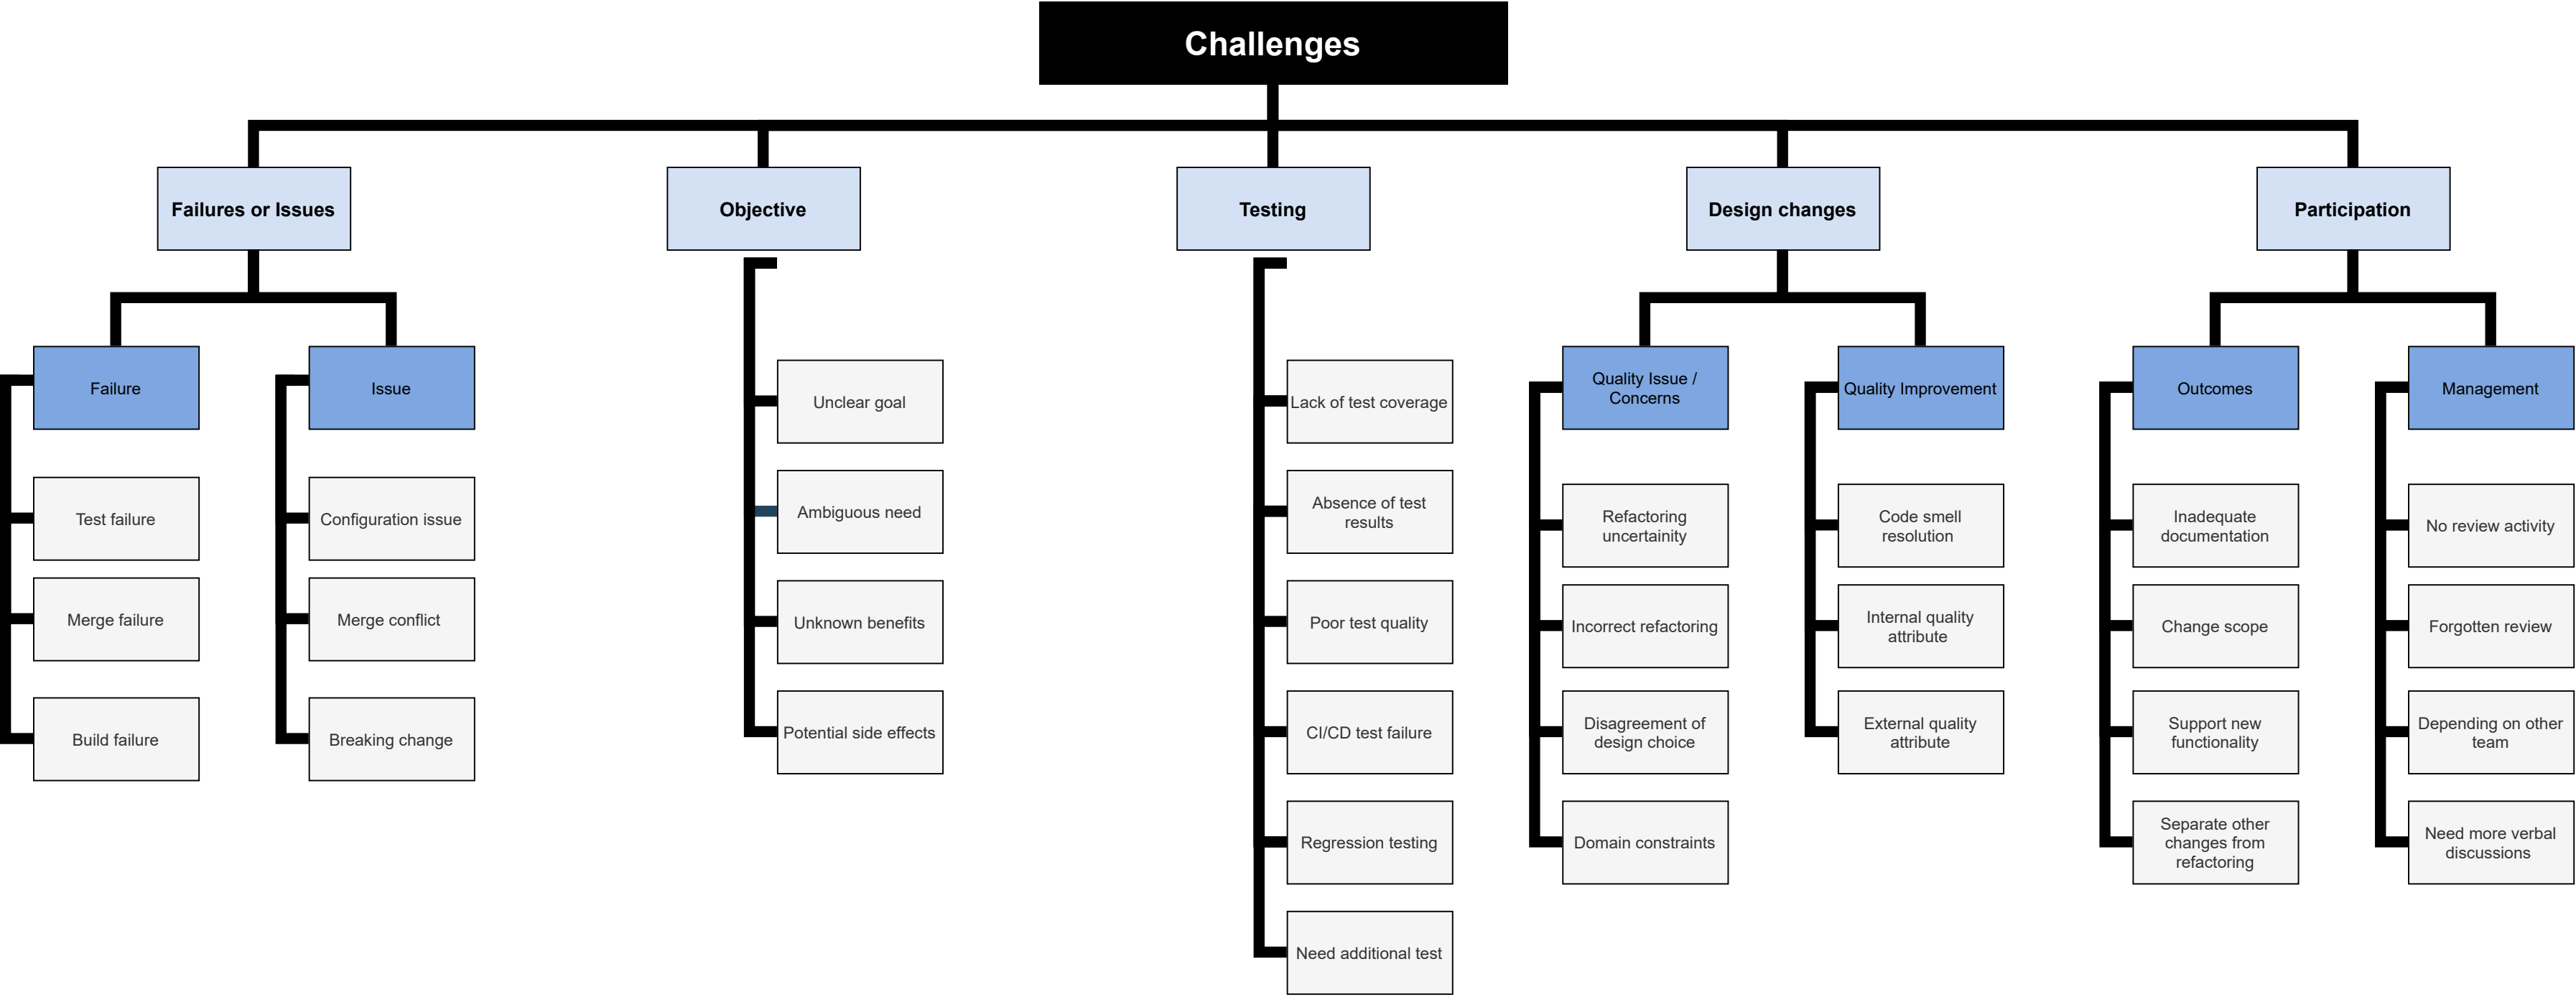 Challenges
Failures or Issues
Objective
Testing
Design changes
Participation
Failure
Issue
Quality Issue /
Concerns
Quality Improvement
Outcomes
Management
Test failure
Merge failure
Build failure
Configuration issue
Merge conflict
Breaking change
Unclear goal
Ambiguous need
Unknown benefits
Potential side effects
Lack of test coverage
Absence of test
results
Poor test quality
CI/CD test failure
Regression testing
Need additional test
Refactoring
uncertainity
Incorrect refactoring
Disagreement of
design choice
Domain constraints
Code smell
resolution
Internal quality
attribute
External quality
attribute
Inadequate
documentation
Change scope
Support new
functionality
Separate other
changes from
refactoring
No review activity
Forgotten review
Depending on other
team
Need more verbal
discussions